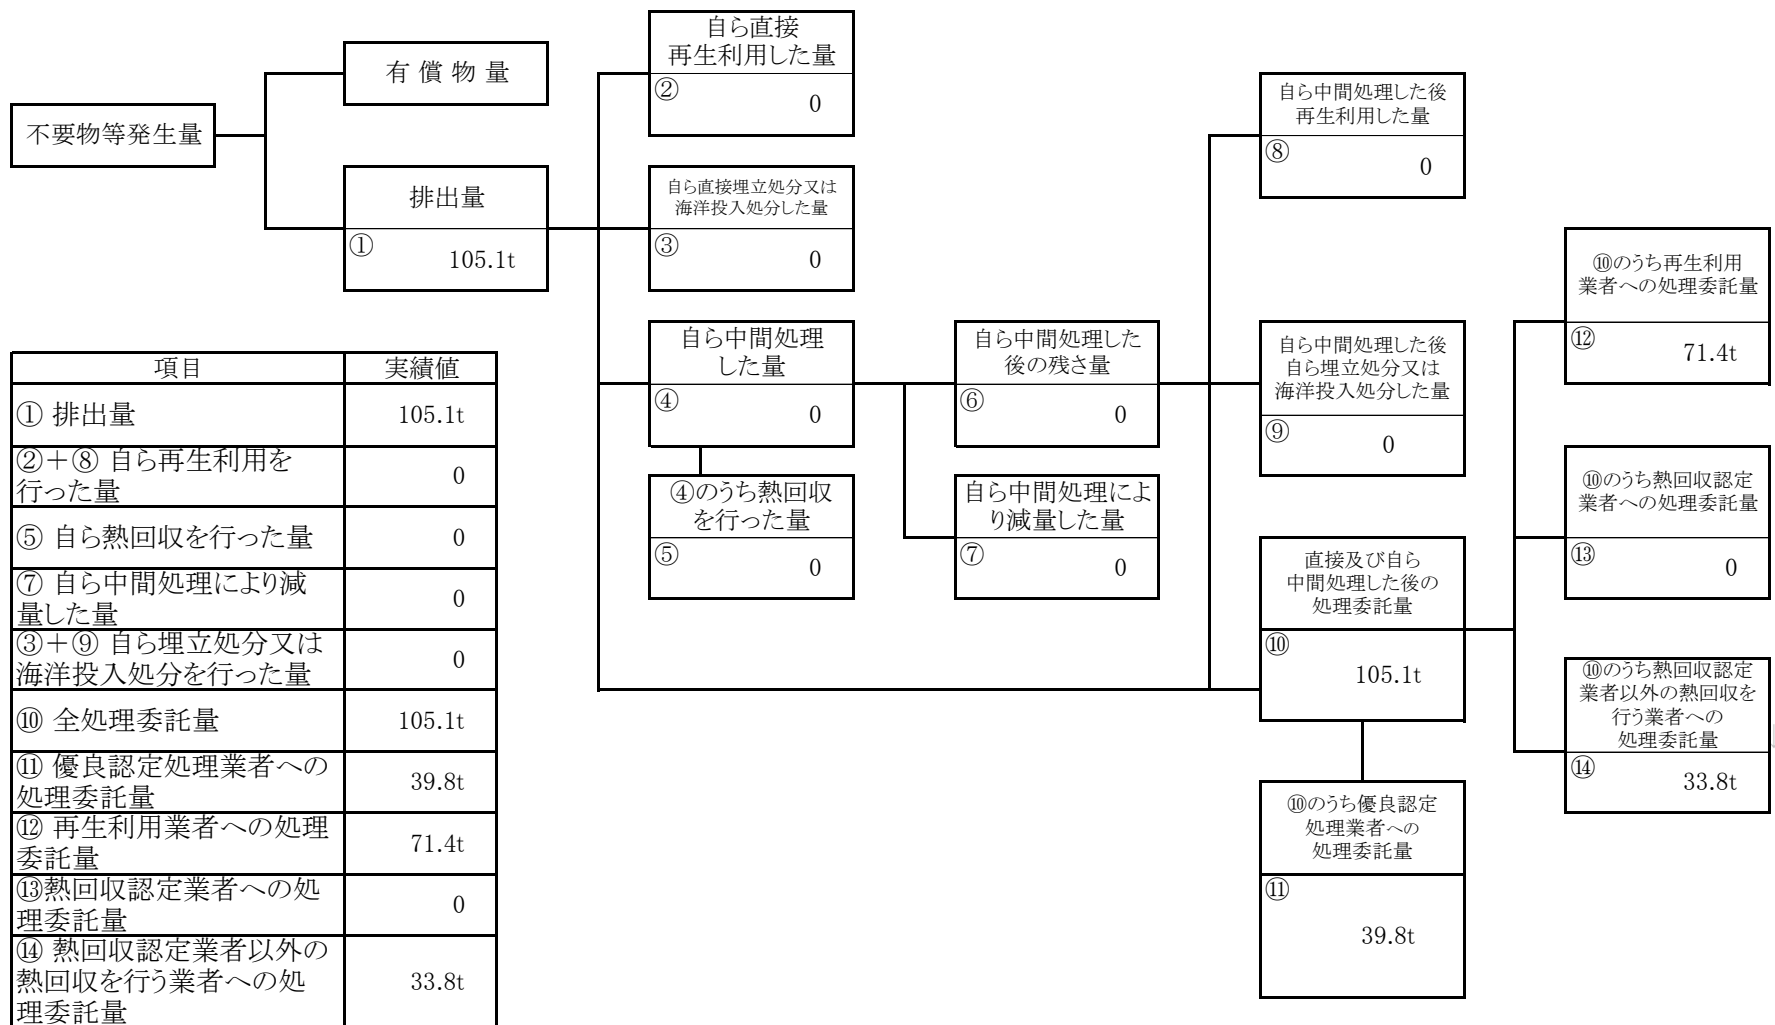 不要物等発生量
有 償 物 量
排出量
①
105.1t
自ら直接
再生利用した量
②
0
自ら直接埋立処分又は
海洋投入処分した量
③
0
自ら中間処理
した量
④
0
④のうち熱回収
を行った量
⑤
0
自ら中間処理した
後の残さ量
⑥
0
自ら中間処理によ
り減量した量
⑦
0
自ら中間処理した後
再生利用した量
⑧
0
自ら中間処理した後
自ら埋立処分又は
海洋投入処分した量
⑨
0
直接及び自ら
中間処理した後の
処理委託量
⑩
105.1t
⑩のうち優良認定
処理業者への
処理委託量
⑪
39.8t
⑩のうち再生利用
業者への処理委託量
⑫
71.4t
⑩のうち熱回収認定
業者への処理委託量
⑬
0
⑩のうち熱回収認定
業者以外の熱回収を
行う業者への
処理委託量
⑭
33.8t
項目 実績値
① 排出量 105.1t
②+⑧ 自ら再生利用を
行った量 0
⑤ 自ら熱回収を行った量 0
⑦ 自ら中間処理により減
量した量 0
③+⑨ 自ら埋立処分又は
海洋投入処分を行った量 0
⑩ 全処理委託量 105.1t
⑪ 優良認定処理業者への
処理委託量 39.8t
⑫ 再生利用業者への処理
委託量 71.4t
⑬熱回収認定業者への処
理委託量 0
⑭ 熱回収認定業者以外の
熱回収を行う業者への処
理委託量 33.8t